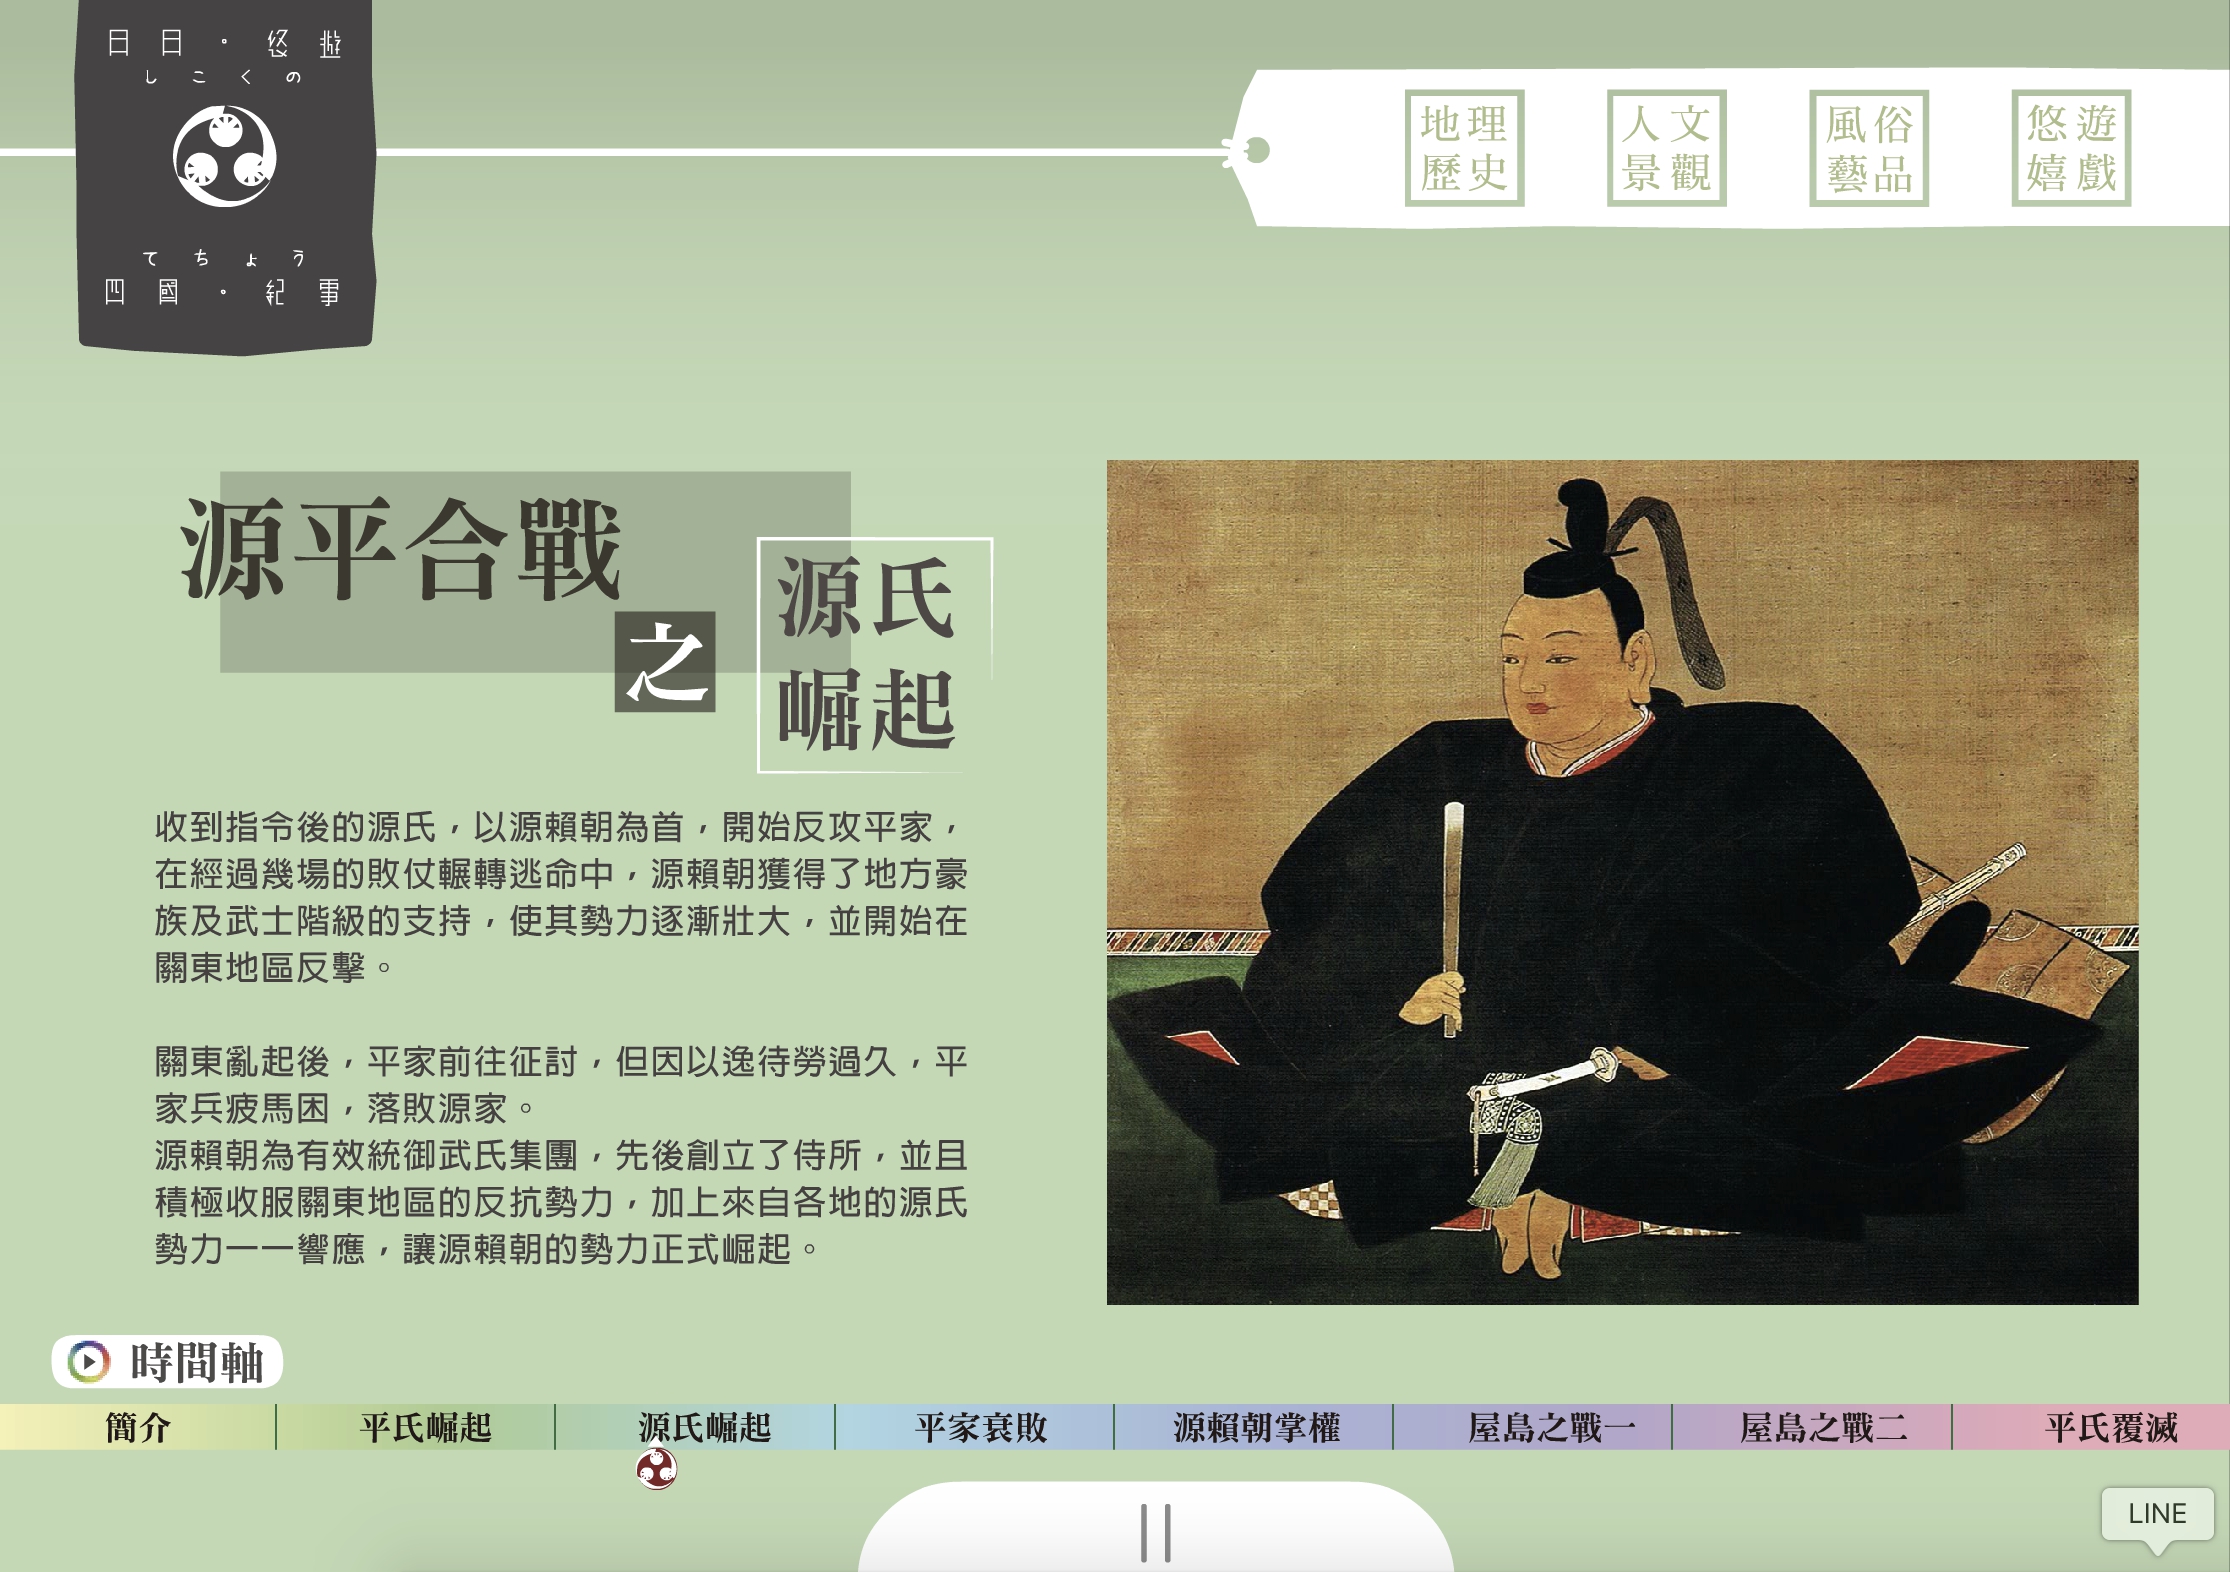 日日・悠遊
しこくの
てちょう
四國・紀事
地理
歷史
人文
景觀
風俗
藝品
悠遊
嬉戲
源平合戰
之
源氏
崛起
收到指令後的源氏，以源賴朝為首，開始反攻平家，
在經過幾場的敗仗輾轉逃命中，源賴朝獲得了地方豪
族及武士階級的支持，使其勢力逐漸壯大，並開始在
關東地區反擊。
關東亂起後，平家前往征討，但因以逸待勞過久，平
家兵疲馬困，落敗源家。
源賴朝為有效統御武氏集團，先後創立了侍所，並且
積極收服關東地區的反抗勢力，加上來自各地的源氏
勢力一一響應，讓源賴朝的勢力正式崛起。
時間軸
簡介
平氏崛起
源氏崛起
平家衰敗
源賴朝掌權
屋島之戰一
屋島之戰二
平氏覆滅
LINE